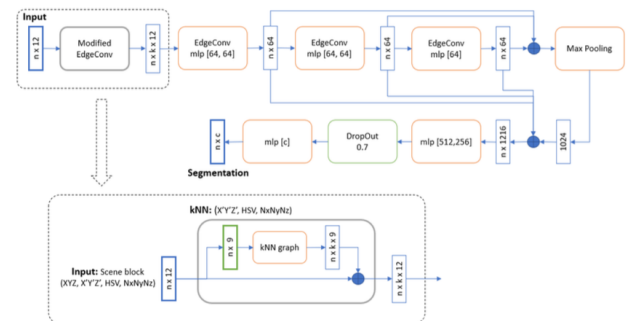 Input
n x 12
Modified
EdgeConv
n x k x 12
EdgeConv
mlp [64, 64]
n x 64
EdgeConv
mlp [64, 64]
n x 64
EdgeConv
mlp [64]
n x 64
Max Pooling
n x c
mlp [c]
DropOut
0.7
mlp [512,256]
n x 1216
1024
Segmentation
kNN: (X'Y'Z', HSV, NxNyNz)
Input: Scene block
(XYZ, X'Y'Z', HSV, NxNyNz)
n x 12
n x 9
kNN graph
n x k x 9
n x k x 12